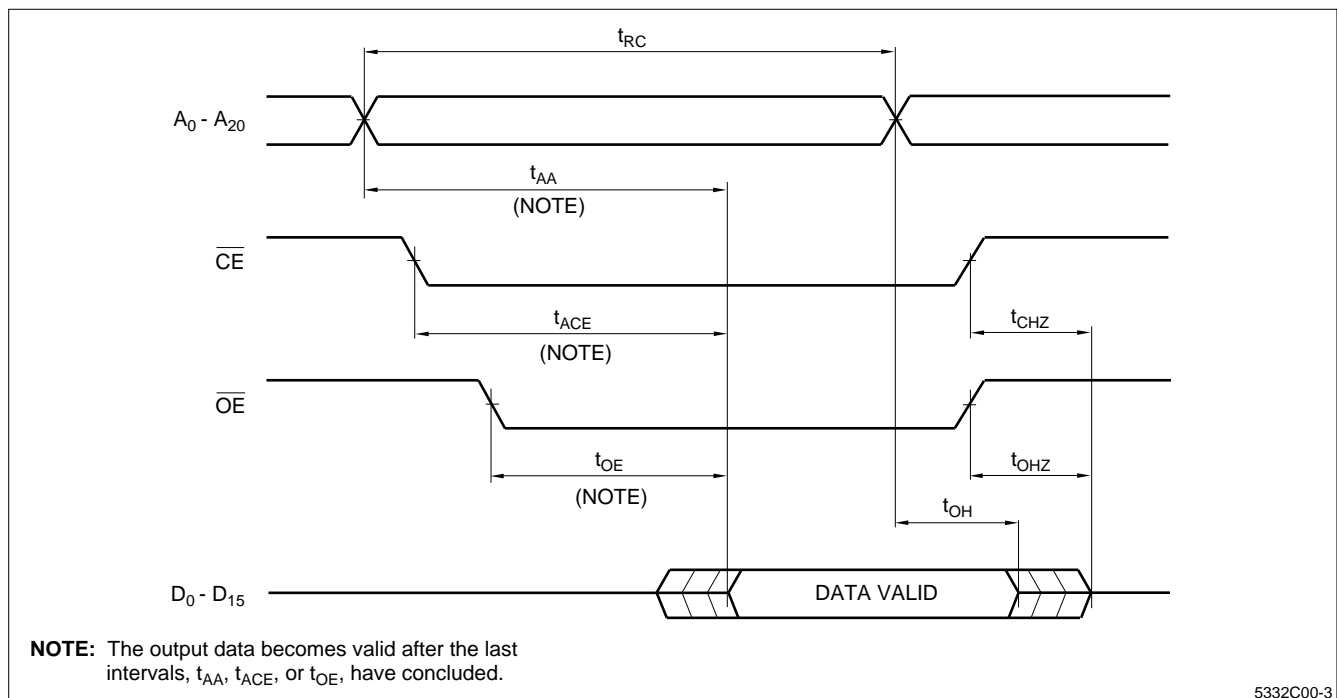 tRC
A0 - A20
tAA
(NOTE)
CE
tACE
(NOTE)
tCHZ
OE
tOE
(NOTE)
tOHZ
tOH
D0 - D15
DATA VALID
NOTE: The output data becomes valid after the last
intervals, tAA, tACE, or tOE, have concluded.
5332C00-3